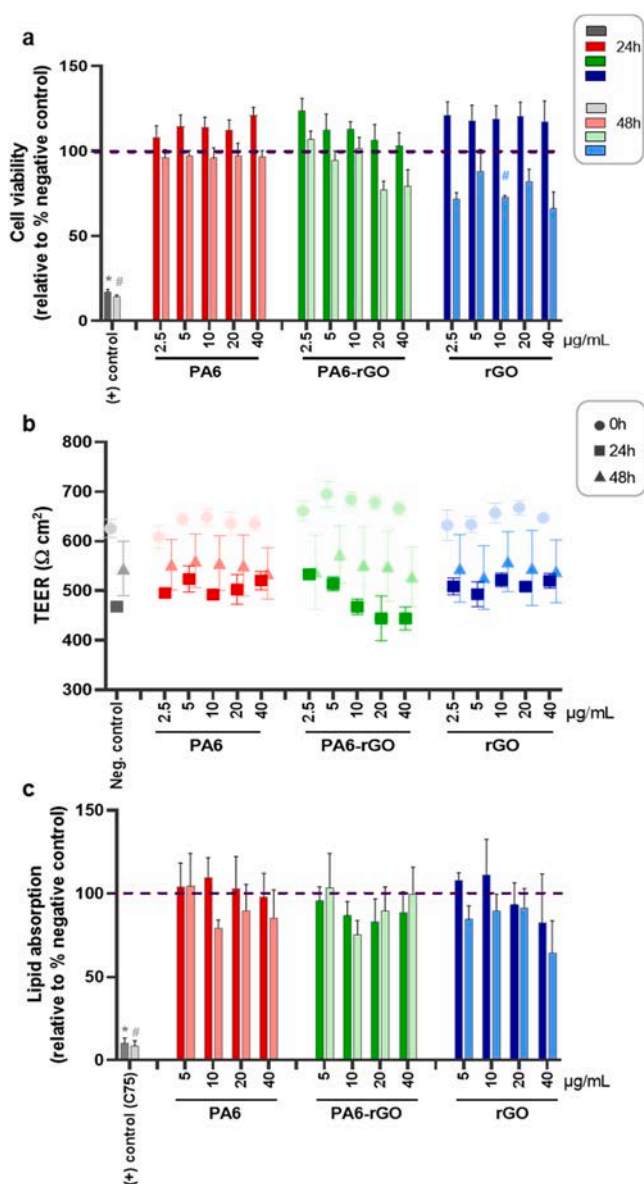 a
24h
48h
Cell viability
(relative to % negative control)
150
100
50
0
* #
#
(+) control
2.5 5 10 20 40 2.5 5 10 20 40 2.5 5 10 20 40 µg/mL
PA6 PA6-rGO rGO
b
0h
24h
48h
TEER (Ω cm²)
800
700
600
500
400
300
Neg. control
2.5 5 10 20 40 2.5 5 10 20 40 2.5 5 10 20 40 µg/mL
PA6 PA6-rGO rGO
c
Lipid absorption
(relative to % negative control)
150
100
50
0
* #
(+) control (C75)
5 10 20 40 5 10 20 40 5 10 20 40 µg/mL
PA6 PA6-rGO rGO